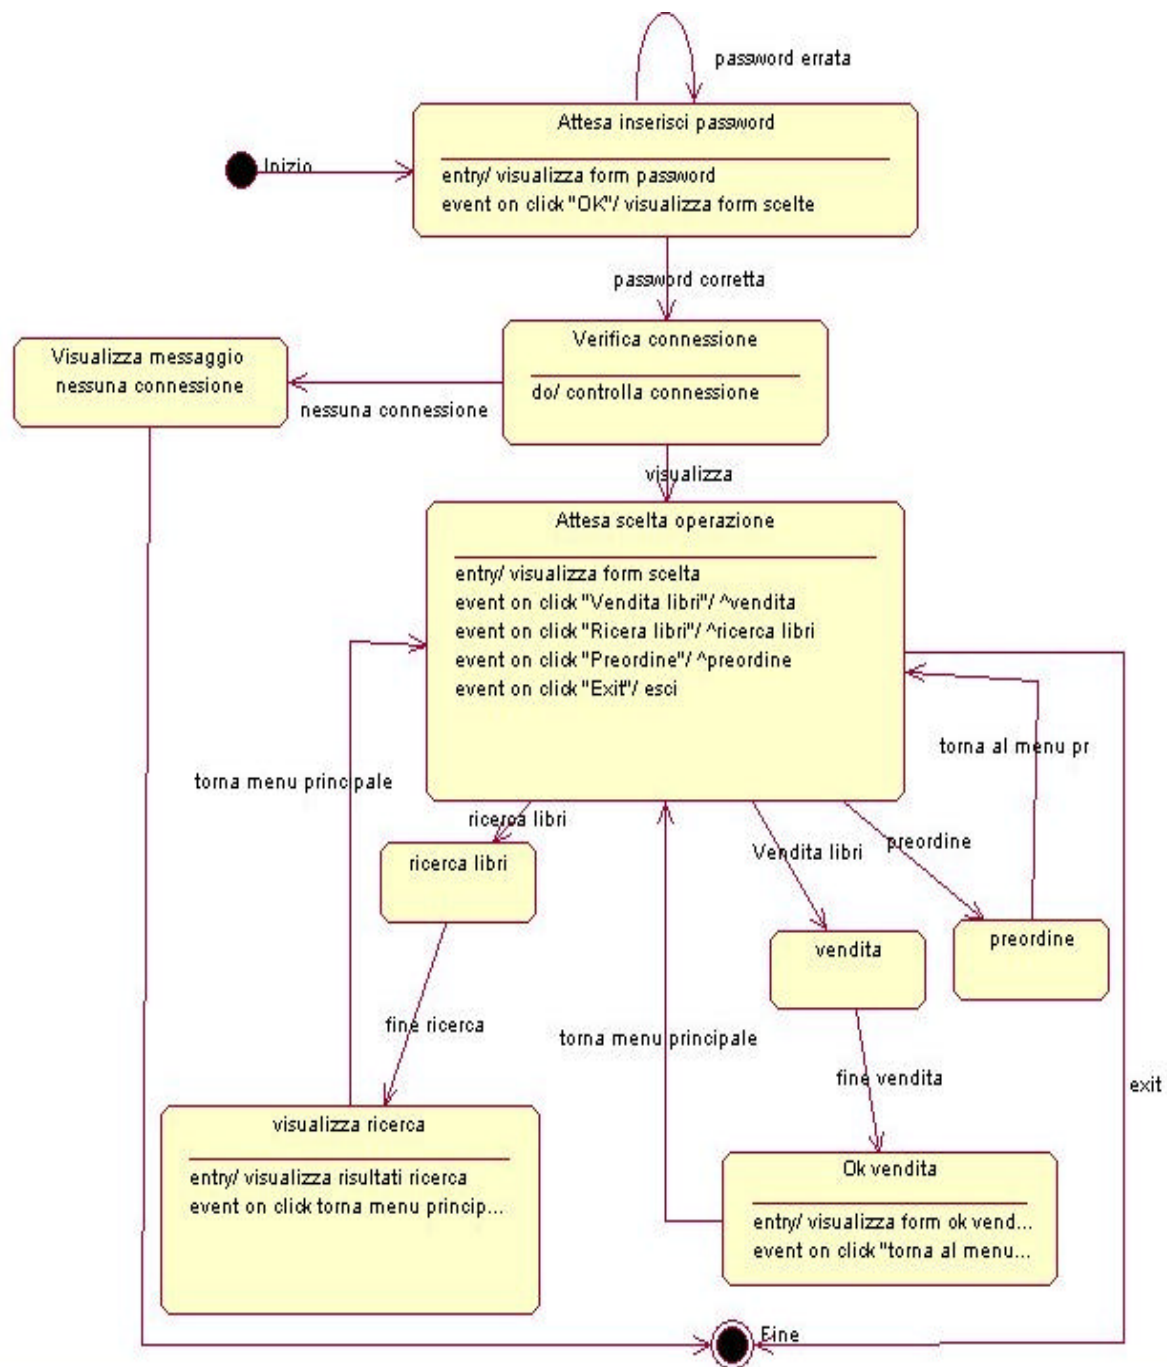 password errata
Attesa inserisci password
Inizio
entry/ visualizza form password
event on click "OK"/ visualizza form scelte
password corretta
Verifica connessione
do/ controlla connessione
Visualizza messaggio
nessuna connessione
nessuna connessione
visualizza
Attesa scelta operazione
entry/ visualizza form scelta
event on click "Vendita libri"/ ^vendita
event on click "Ricera libri"/ ^ricerca libri
event on click "Preordine"/ ^preordine
event on click "Exit"/ esci
torna al menu pr
torna menu principale
ricerca libri
ricerca libri
Vendita libri
preordine
vendita
preordine
fine ricerca
torna menu principale
fine vendita
exit
visualizza ricerca
entry/ visualizza risultati ricerca
event on click torna menu princip...
Ok vendita
entry/ visualizza form ok vend...
event on click "torna al menu...
Fine